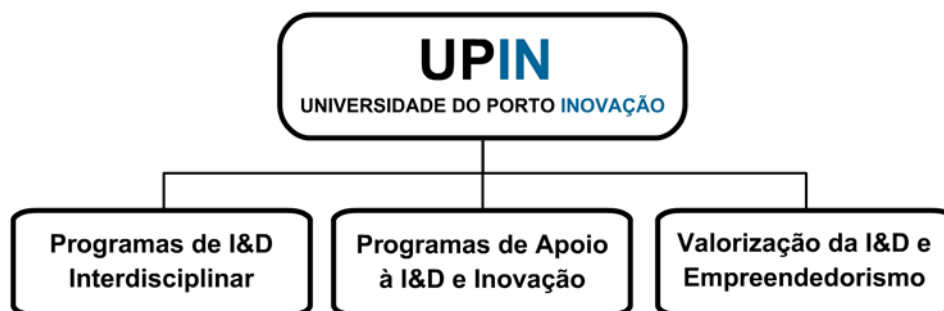 UPIN
UNIVERSIDADE DO PORTO INOVAÇÃO
Programas de I&D
Interdisciplinar
Programas de Apoio
à I&D e Inovação
Valorização da I&D e
Empreendedorismo